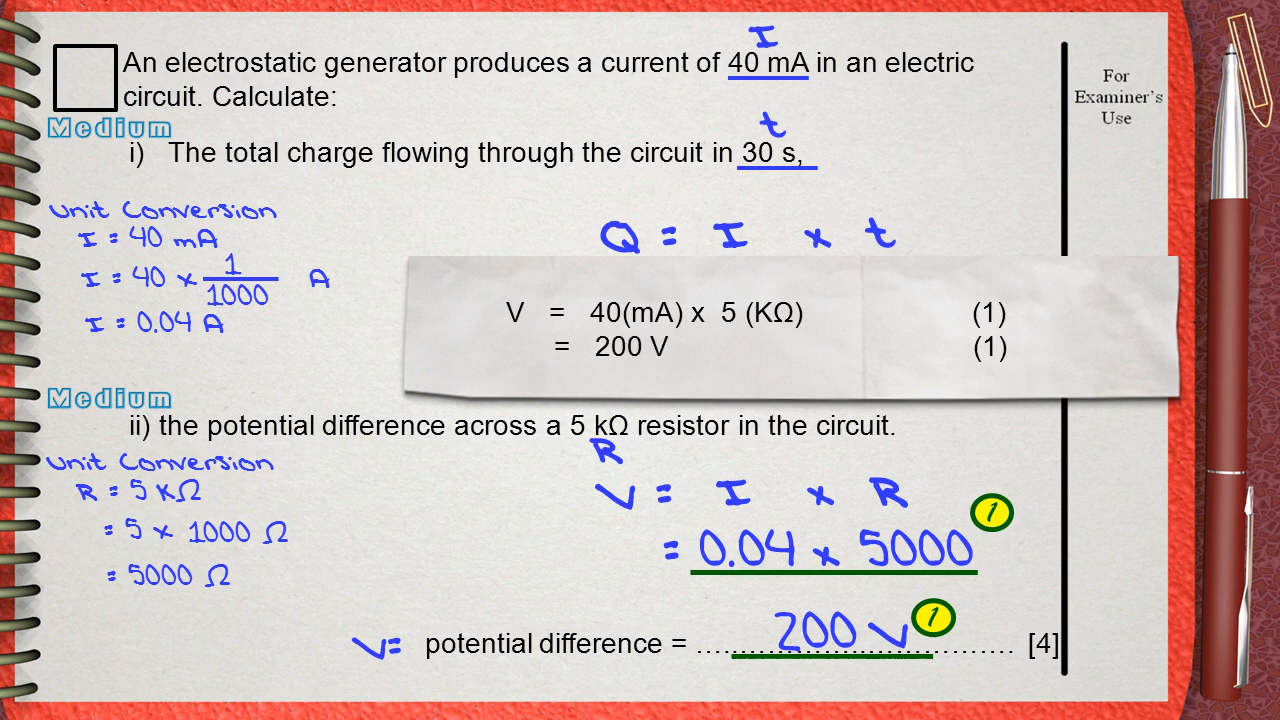 I
An electrostatic generator produces a current of 40 mA in an electric
circuit. Calculate:
For
Examiner's
Use
Medium
t
i) The total charge flowing through the circuit in 30 s,
Unit Conversion
I = 40 mA
I = 40 x 1/1000 A
I = 0.04 A
Q = I x t
V = 40(mA) x 5 (KΩ) (1)
= 200 V (1)
Medium
ii) the potential difference across a 5 kΩ resistor in the circuit.
R
Unit Conversion
R = 5 KΩ
= 5 x 1000 Ω
= 5000 Ω
V = I x R
= 0.04 x 5000 1
V= potential difference = ……200 V…… 1 [4]